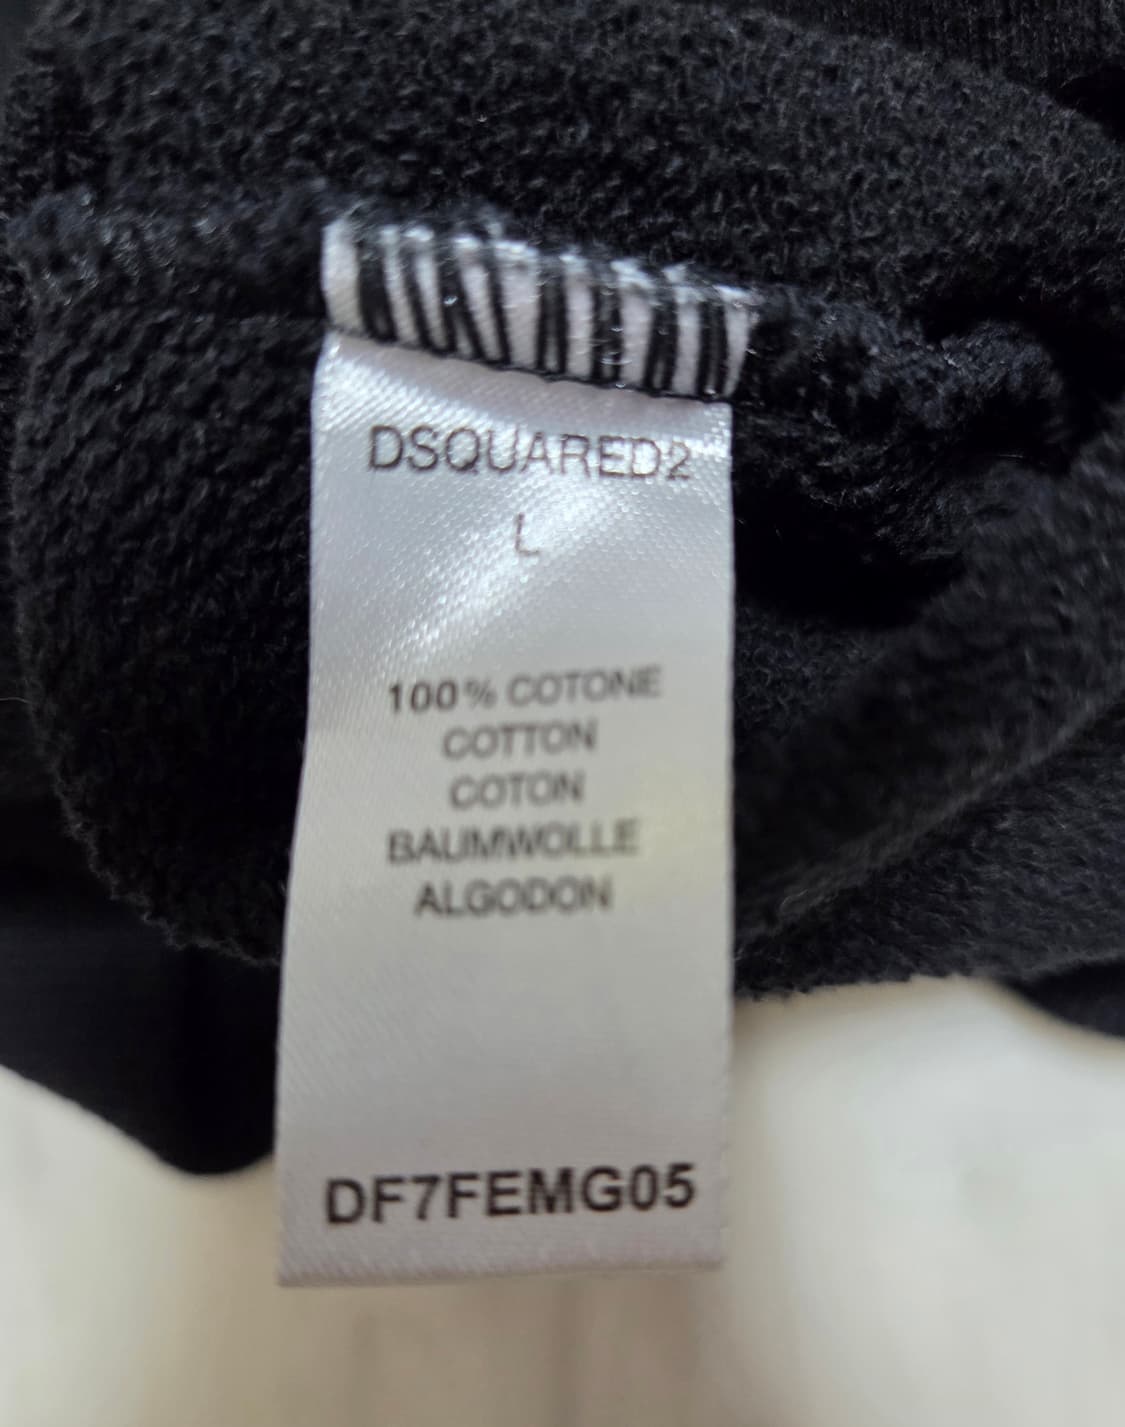 DSQUARED2
L
100% COTONE
COTTON
COTON
BAUMWOLLE
ALGODON
DF7FEMG05